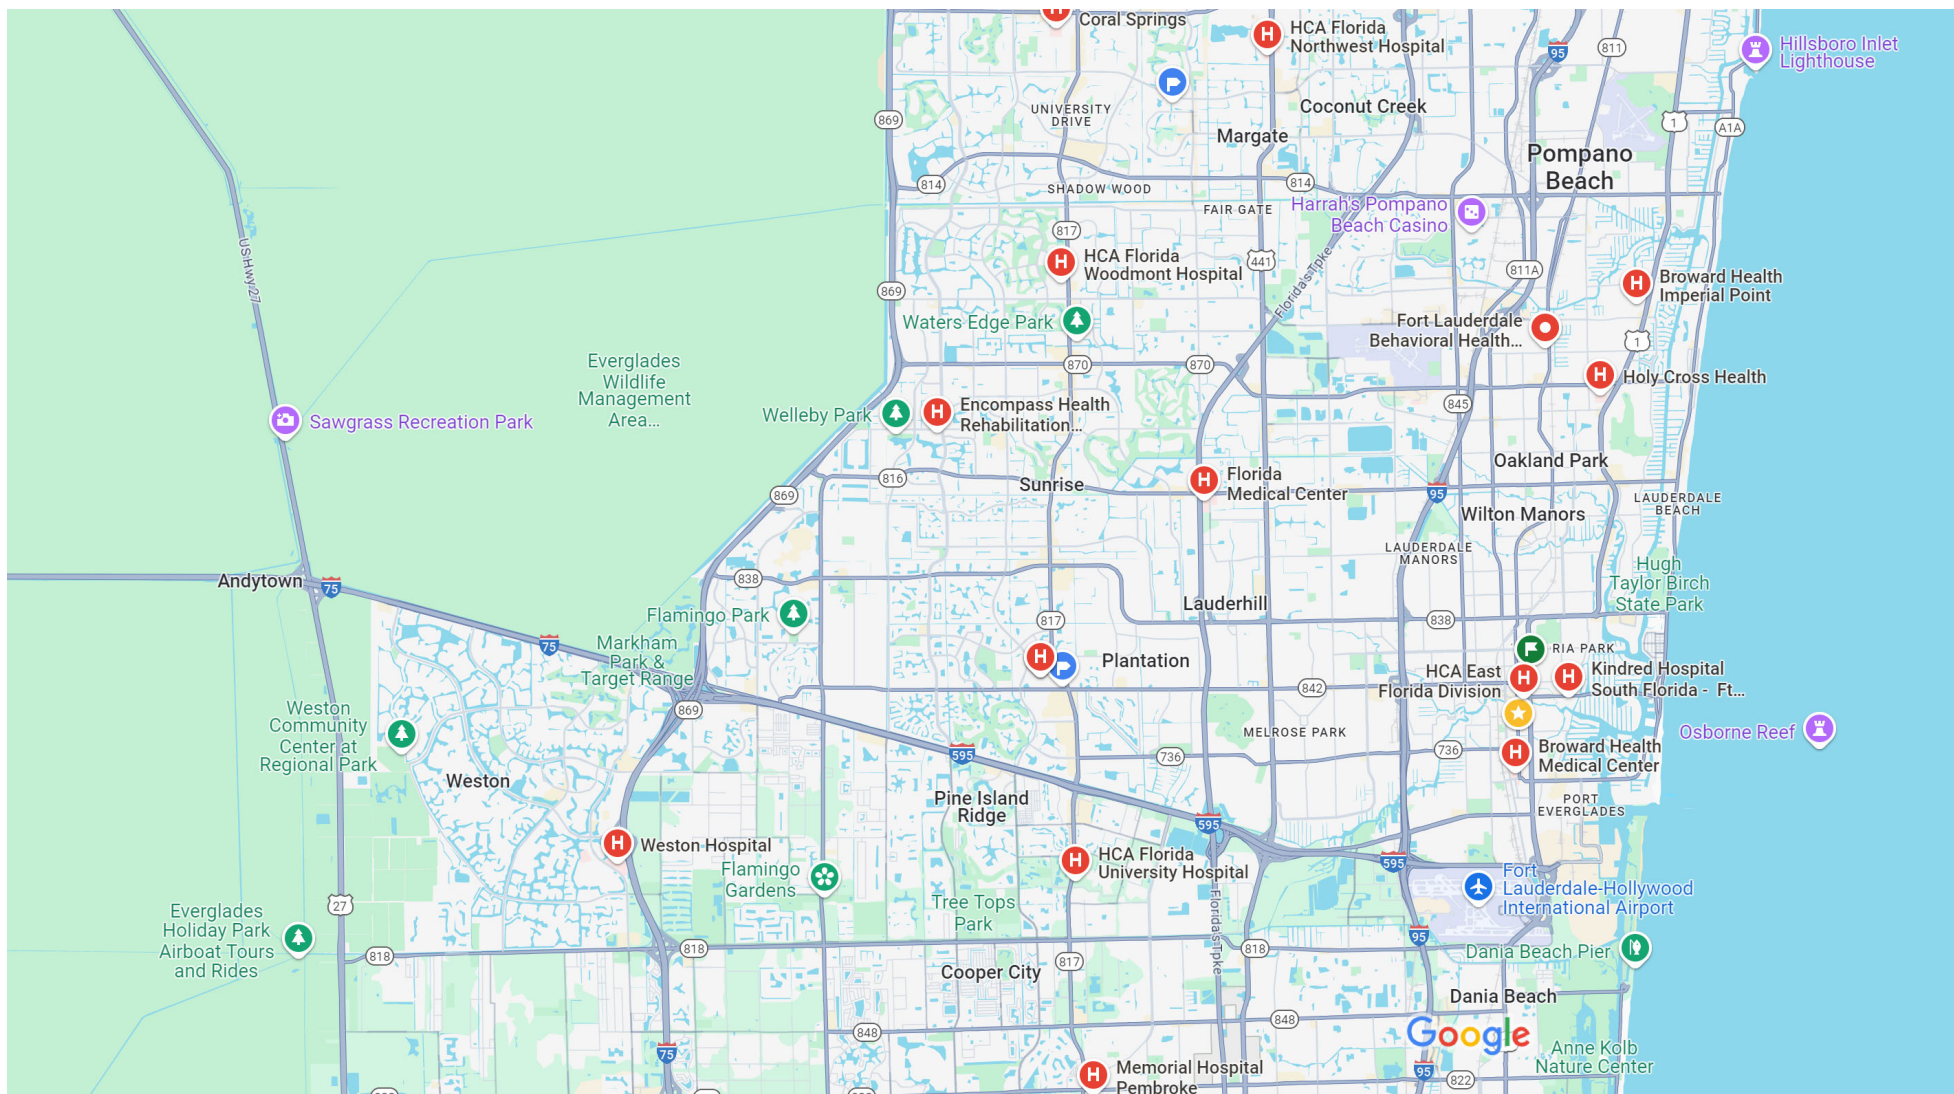 Coral Springs
HCA Florida
Northwest Hospital
95
811
Hillsboro Inlet
Lighthouse
UNIVERSITY
DRIVE
Coconut Creek
869
Margate
1
A1A
Pompano
Beach
814
SHADOW WOOD
814
FAIR GATE
Harrah's Pompano
Beach Casino
817
US Hwy 27
HCA Florida
Woodmont Hospital
441
Florida's Tpke
811A
Broward Health
Imperial Point
869
Waters Edge Park
Fort Lauderdale
Behavioral Health...
1
Everglades
Wildlife
Management
Area...
870
870
Holy Cross Health
845
Welleby Park
Encompass Health
Rehabilitation...
Sawgrass Recreation Park
Oakland Park
816
Sunrise
Florida
Medical Center
869
95
LAUDERDALE
BEACH
Wilton Manors
LAUDERDALE
MANORS
Hugh
Taylor Birch
State Park
Andytown
75
838
Lauderhill
Flamingo Park
817
838
75
Markham
Park &
Target Range
RIA PARK
Plantation
HCA East
Florida Division
Kindred Hospital
South Florida - Ft...
842
869
Weston
Community
Center at
Regional Park
MELROSE PARK
Osborne Reef
595
736
736
Broward Health
Medical Center
Weston
Pine Island
Ridge
PORT
EVERGLADES
595
Weston Hospital
HCA Florida
University Hospital
595
Flamingo
Gardens
Fort
Lauderdale-Hollywood
International Airport
27
Tree Tops
Park
Florida's Tpke
Everglades
Holiday Park
Airboat Tours
and Rides
95
818
818
818
Dania Beach Pier
817
Cooper City
Dania Beach
848
848
Google
75
Anne Kolb
Nature Center
Memorial Hospital
Pembroke
95
822